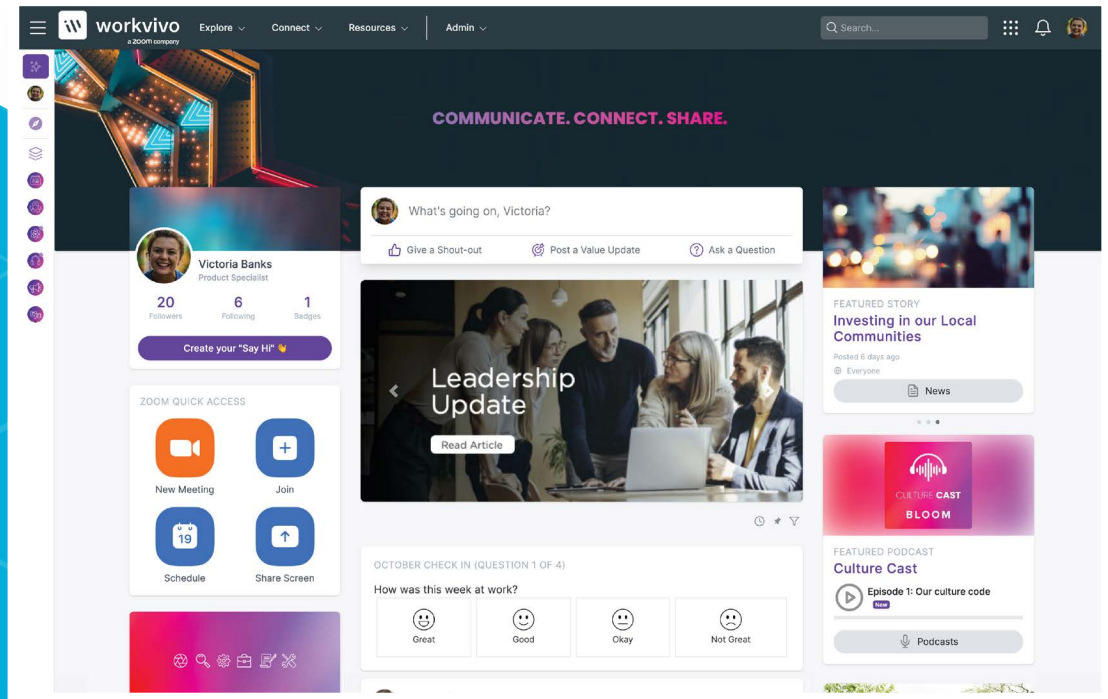 workvivo
a zoom company
Explore
Connect
Resources
Admin
Search...
COMMUNICATE. CONNECT. SHARE.
Victoria Banks
Product Specialist
20
6
1
Followers
Following
Badges
Create your "Say Hi" 👋
ZOOM QUICK ACCESS
New Meeting
Join
19
Schedule
Share Screen
What's going on, Victoria?
Give a Shout-out
Post a Value Update
Ask a Question
Leadership
Update
Read Article
OCTOBER CHECK IN (QUESTION 1 OF 4)
How was this week at work?
Great
Good
Okay
Not Great
FEATURED STORY
Investing in our Local
Communities
Posted 6 days ago
Everyone
News
CULTURE CAST
BLOOM
FEATURED PODCAST
Culture Cast
Episode 1: Our culture code
New
Podcasts